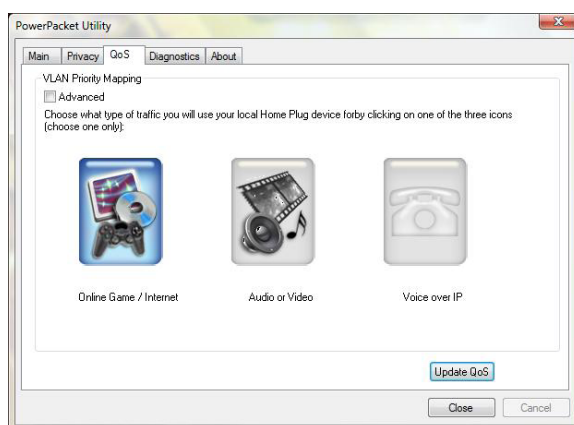 PowerPacket Utility
Main Privacy QoS Diagnostics About
VLAN Priority Mapping
Advanced
Choose what type of traffic you will use your local Home Plug device forby clicking on one of the three icons
(choose one only):
Online Game / Internet Audio or Video Voice over IP
Update QoS
Close Cancel